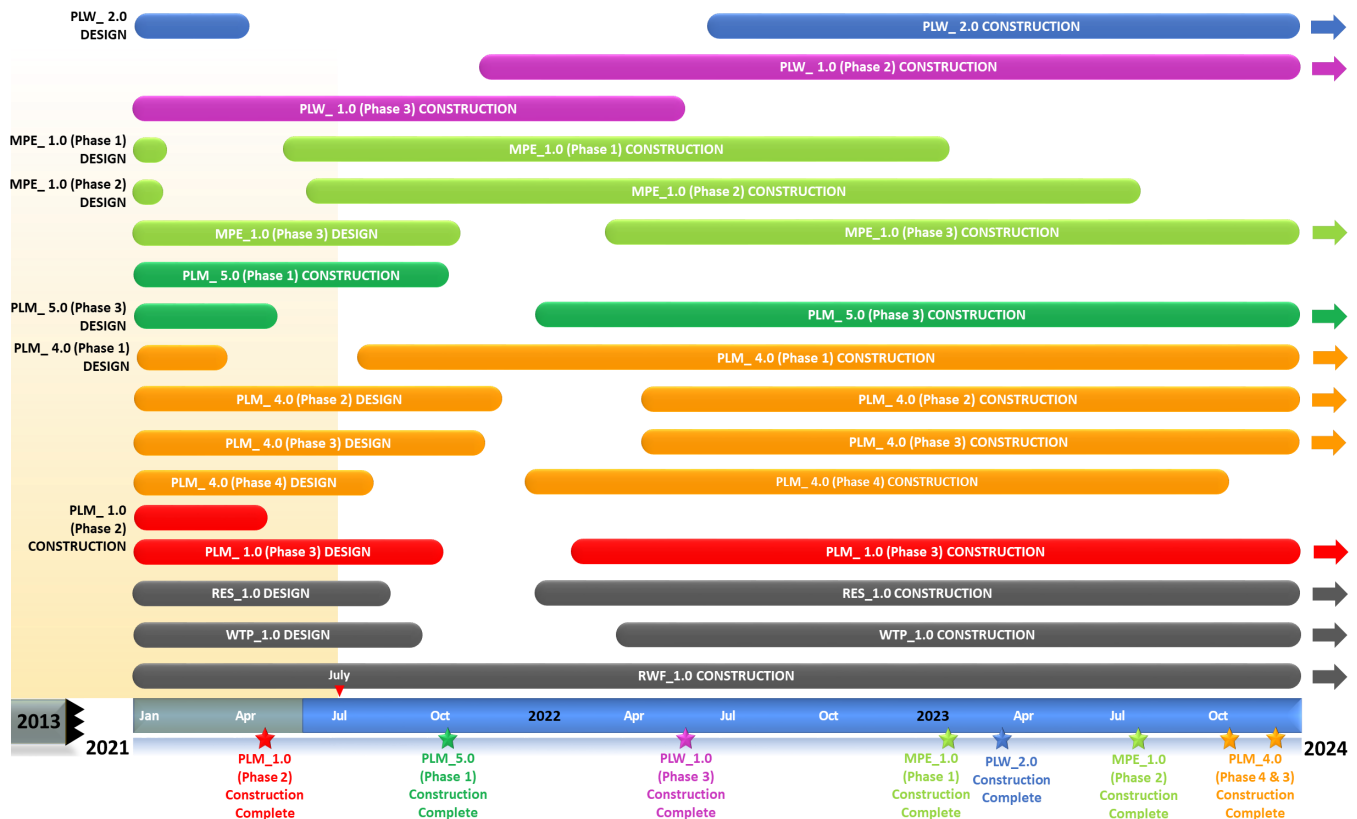 PLW_ 2.0
DESIGN
PLW_ 2.0 CONSTRUCTION
PLW_ 1.0 (Phase 2) CONSTRUCTION
PLW_ 1.0 (Phase 3) CONSTRUCTION
MPE_ 1.0 (Phase 1)
DESIGN
MPE_1.0 (Phase 1) CONSTRUCTION
MPE_ 1.0 (Phase 2)
DESIGN
MPE_1.0 (Phase 2) CONSTRUCTION
MPE_1.0 (Phase 3) DESIGN
MPE_1.0 (Phase 3) CONSTRUCTION
PLM_ 5.0 (Phase 1) CONSTRUCTION
PLM_ 5.0 (Phase 3)
DESIGN
PLM_ 5.0 (Phase 3) CONSTRUCTION
PLM_ 4.0 (Phase 1)
DESIGN
PLM_ 4.0 (Phase 1) CONSTRUCTION
PLM_ 4.0 (Phase 2) DESIGN
PLM_ 4.0 (Phase 2) CONSTRUCTION
PLM_ 4.0 (Phase 3) DESIGN
PLM_ 4.0 (Phase 3) CONSTRUCTION
PLM_ 4.0 (Phase 4) DESIGN
PLM_ 4.0 (Phase 4) CONSTRUCTION
PLM_ 1.0
(Phase 2)
CONSTRUCTION
PLM_ 1.0 (Phase 3) DESIGN
PLM_ 1.0 (Phase 3) CONSTRUCTION
RES_1.0 DESIGN
RES_1.0 CONSTRUCTION
WTP_1.0 DESIGN
WTP_1.0 CONSTRUCTION
July
RWF_1.0 CONSTRUCTION
2013
Jan Apr Jul Oct 2022 Apr Jul Oct 2023 Apr Jul Oct
2021
2024
PLM_1.0
(Phase 2)
Construction
Complete
PLM_5.0
(Phase 1)
Construction
Complete
PLW_1.0
(Phase 3)
Construction
Complete
MPE_1.0
(Phase 1)
Construction
Complete
PLW_2.0
Construction
Complete
MPE_1.0
(Phase 2)
Construction
Complete
PLM_4.0
(Phase 4 & 3)
Construction
Complete